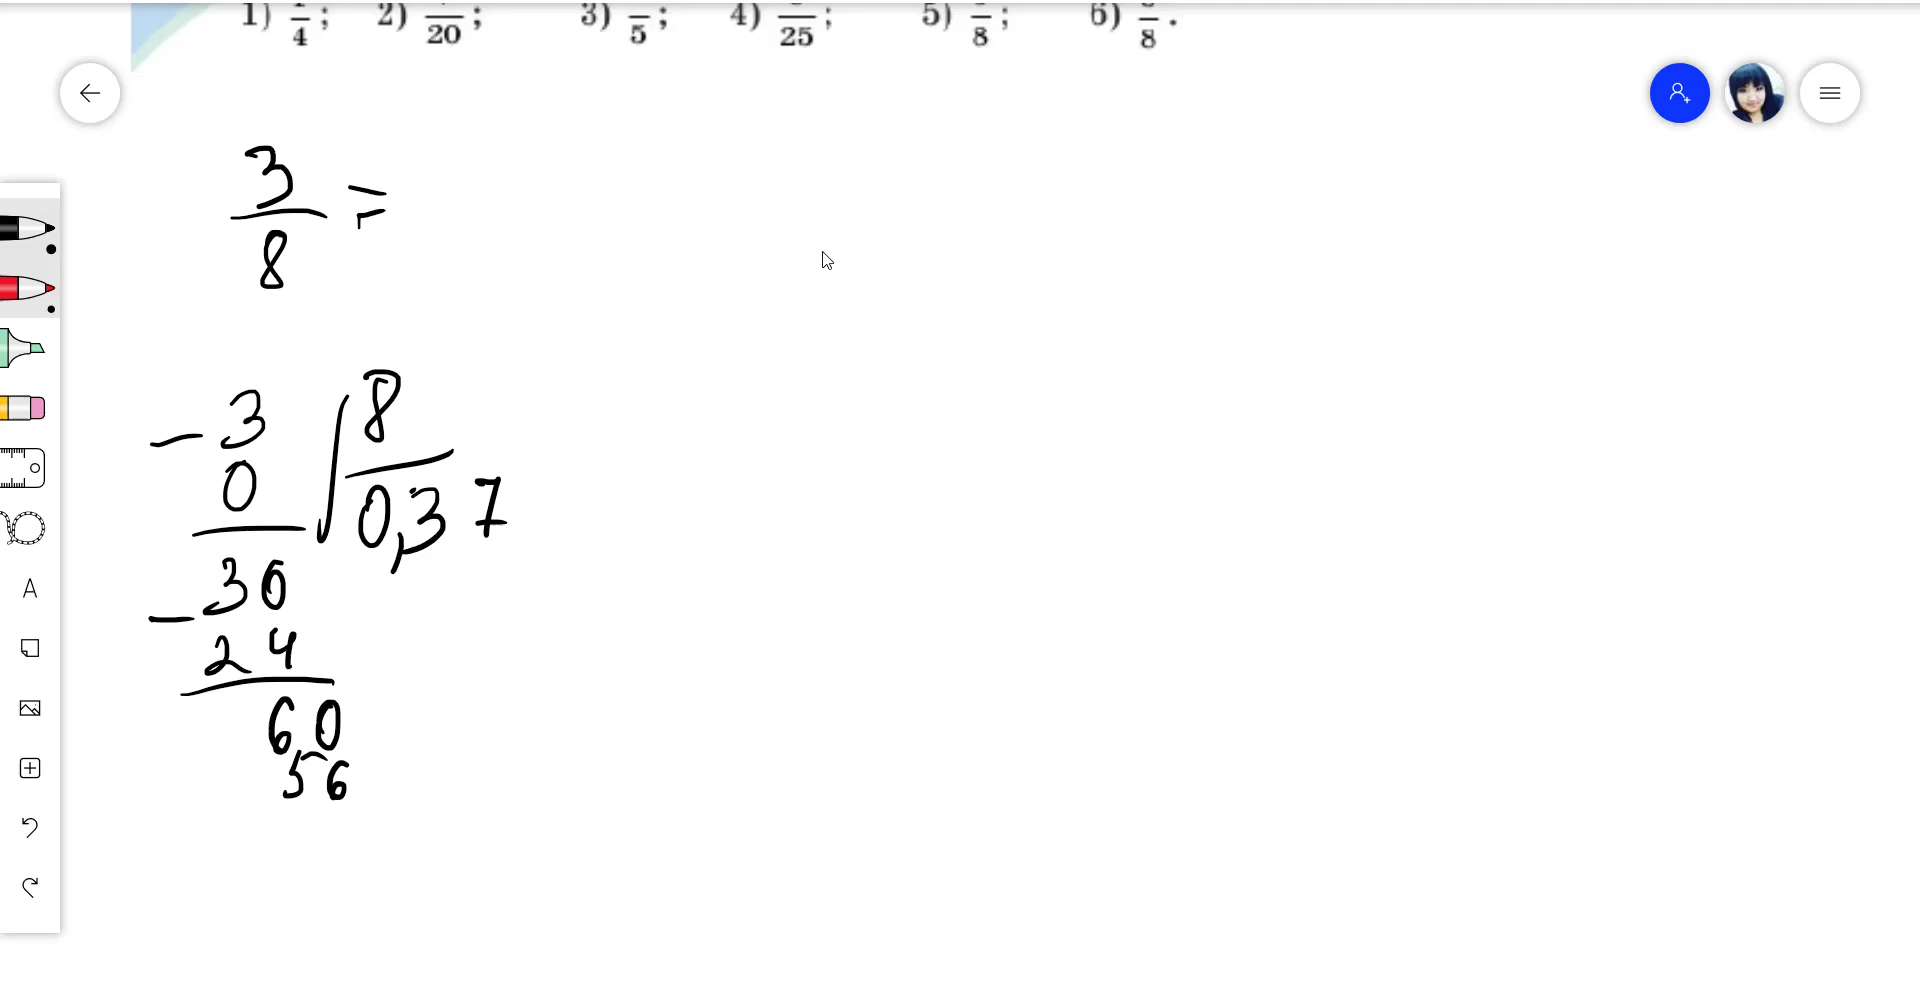 1) /4; 2) /20; 3) /5; 4) /25; 5) /8; 6) /8.
3/8 =
- 3 | 8
0 | 0,37
- 30
24
60
56
A